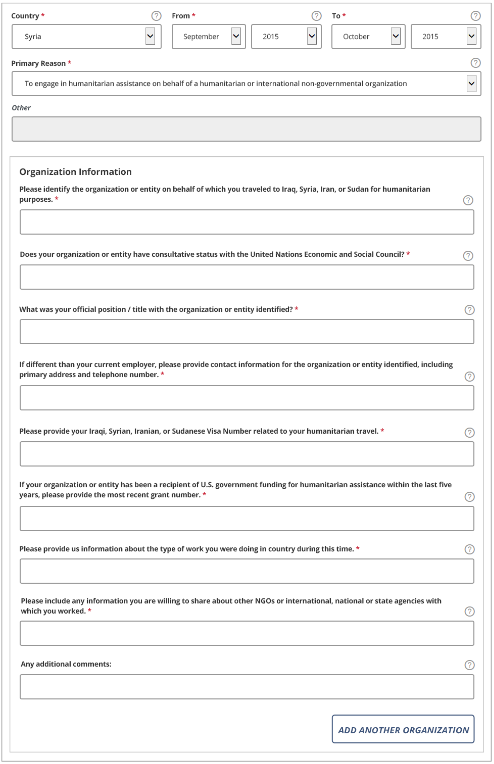 Country * ? From * ? To * ?
Syria September 2015 October 2015
Primary Reason * ?
To engage in humanitarian assistance on behalf of a humanitarian or international non-governmental organization
Other
Organization Information
Please identify the organization or entity on behalf of which you traveled to Iraq, Syria, Iran, or Sudan for humanitarian
purposes. * ?
Does your organization or entity have consultative status with the United Nations Economic and Social Council? * ?
What was your official position / title with the organization or entity identified? * ?
If different than your current employer, please provide contact information for the organization or entity identified, including
primary address and telephone number. * ?
Please provide your Iraqi, Syrian, Iranian, or Sudanese Visa Number related to your humanitarian travel. * ?
If your organization or entity has been a recipient of U.S. government funding for humanitarian assistance within the last five
years, please provide the most recent grant number. * ?
Please provide us information about the type of work you were doing in country during this time. * ?
Please include any information you are willing to share about other NGOs or international, national or state agencies with
which you worked. * ?
Any additional comments: ?
ADD ANOTHER ORGANIZATION